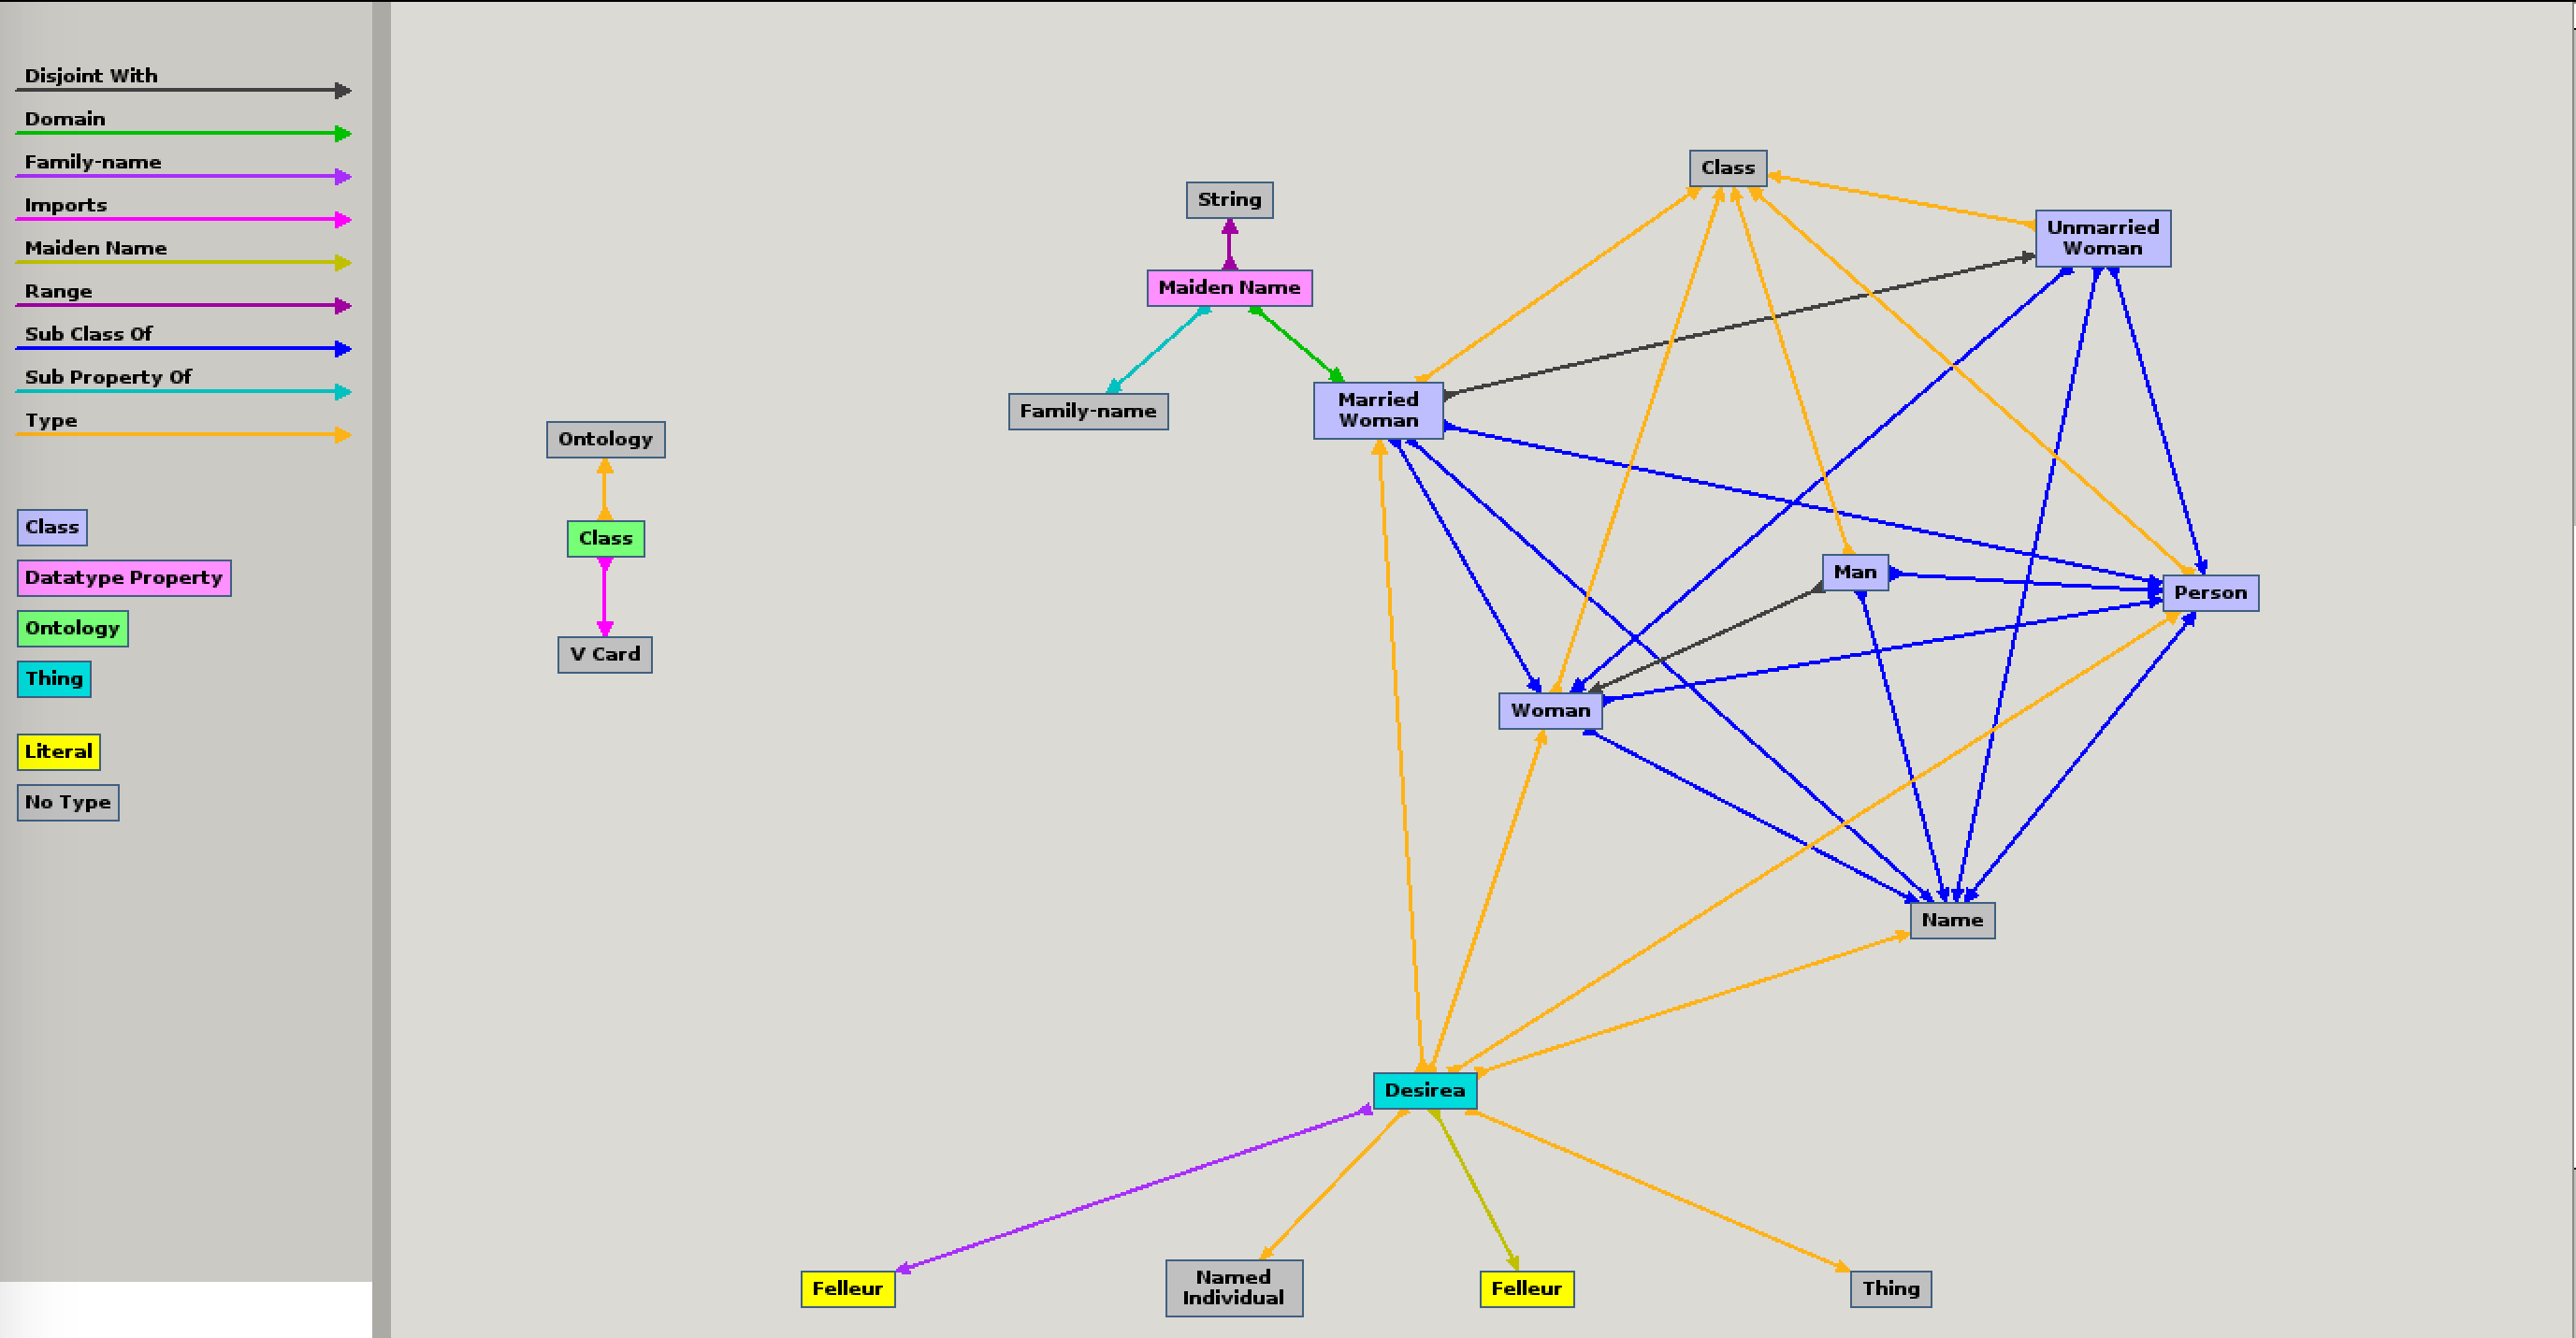 Disjoint With
Domain
Family-name
Imports
Maiden Name
Range
Sub Class Of
Sub Property Of
Type
Class
Datatype Property
Ontology
Thing
Literal
No Type
Class
String
Unmarried
Woman
Maiden Name
Married
Woman
Family-name
Ontology
Class
V Card
Man
Person
Woman
Name
Desirea
Felleur
Named
Individual
Felleur
Thing